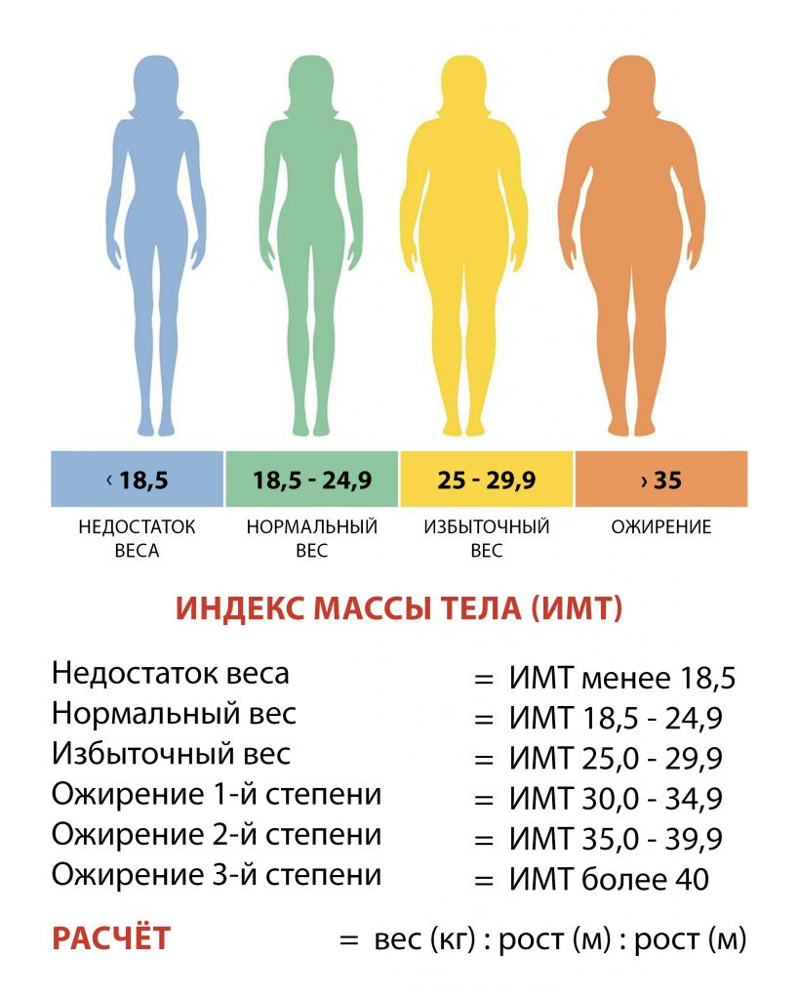 ‹ 18,5
18,5 - 24,9
25 - 29,9
› 35
НЕДОСТАТОК
ВЕСА
НОРМАЛЬНЫЙ
ВЕС
ИЗБЫТОЧНЫЙ
ВЕС
ОЖИРЕНИЕ
ИНДЕКС МАССЫ ТЕЛА (ИМТ)
Недостаток веса = ИМТ менее 18,5
Нормальный вес = ИМТ 18,5 - 24,9
Избыточный вес = ИМТ 25,0 - 29,9
Ожирение 1-й степени = ИМТ 30,0 - 34,9
Ожирение 2-й степени = ИМТ 35,0 - 39,9
Ожирение 3-й степени = ИМТ более 40
РАСЧЁТ = вес (кг) : рост (м) : рост (м)